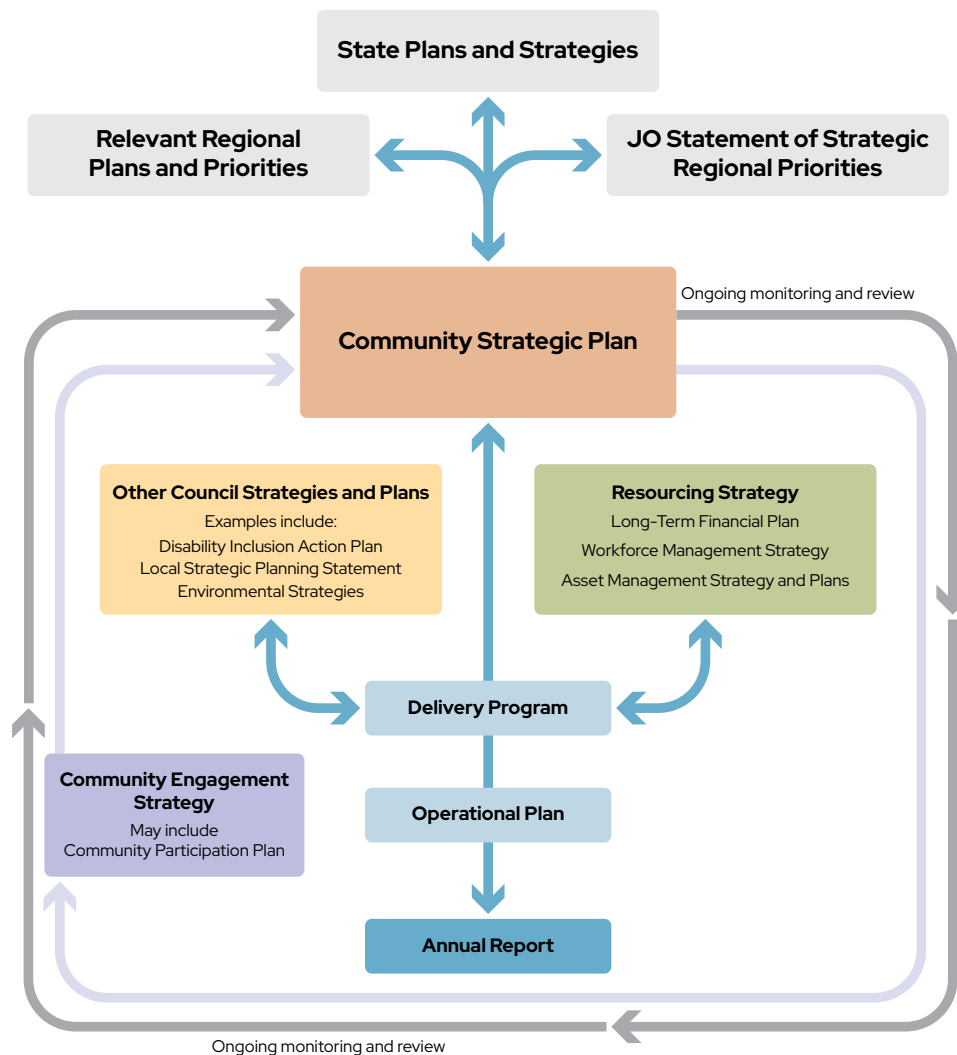 State Plans and Strategies
Relevant Regional
Plans and Priorities
JO Statement of Strategic
Regional Priorities
Ongoing monitoring and review
Community Strategic Plan
Other Council Strategies and Plans
Examples include:
Disability Inclusion Action Plan
Local Strategic Planning Statement
Environmental Strategies
Resourcing Strategy
Long-Term Financial Plan
Workforce Management Strategy
Asset Management Strategy and Plans
Delivery Program
Community Engagement
Strategy
May include
Community Participation Plan
Operational Plan
Annual Report
Ongoing monitoring and review